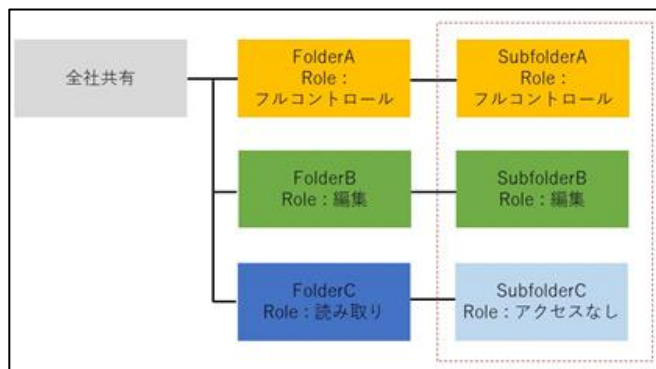 全社共有
FolderA
Role：
フルコントロール
SubfolderA
Role：
フルコントロール
FolderB
Role：編集
SubfolderB
Role：編集
FolderC
Role：読み取り
SubfolderC
Role：アクセスなし